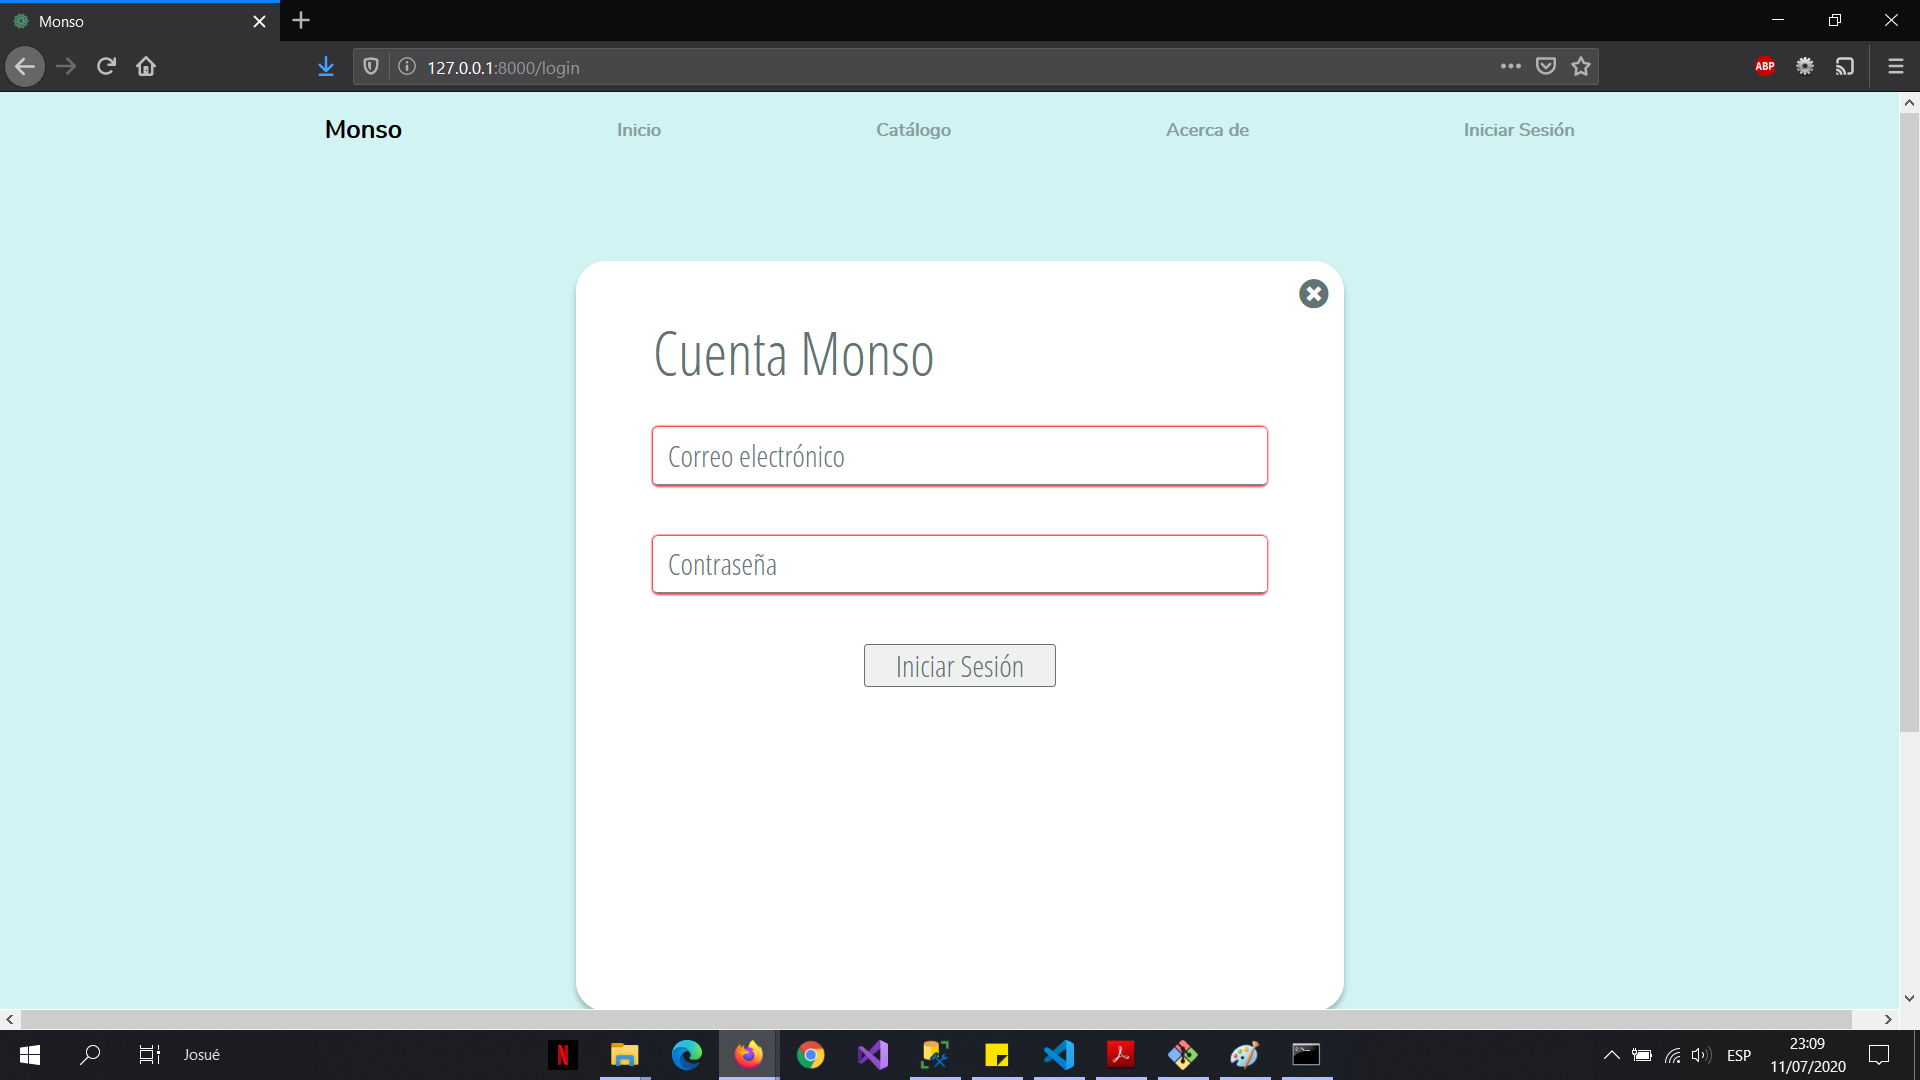 Monso
127.0.0.1:8000/login
ABP
Monso
Inicio
Catálogo
Acerca de
Iniciar Sesión
Cuenta Monso
Correo electrónico
Contraseña
Iniciar Sesión
Josué
N
ESP
23:09
11/07/2020